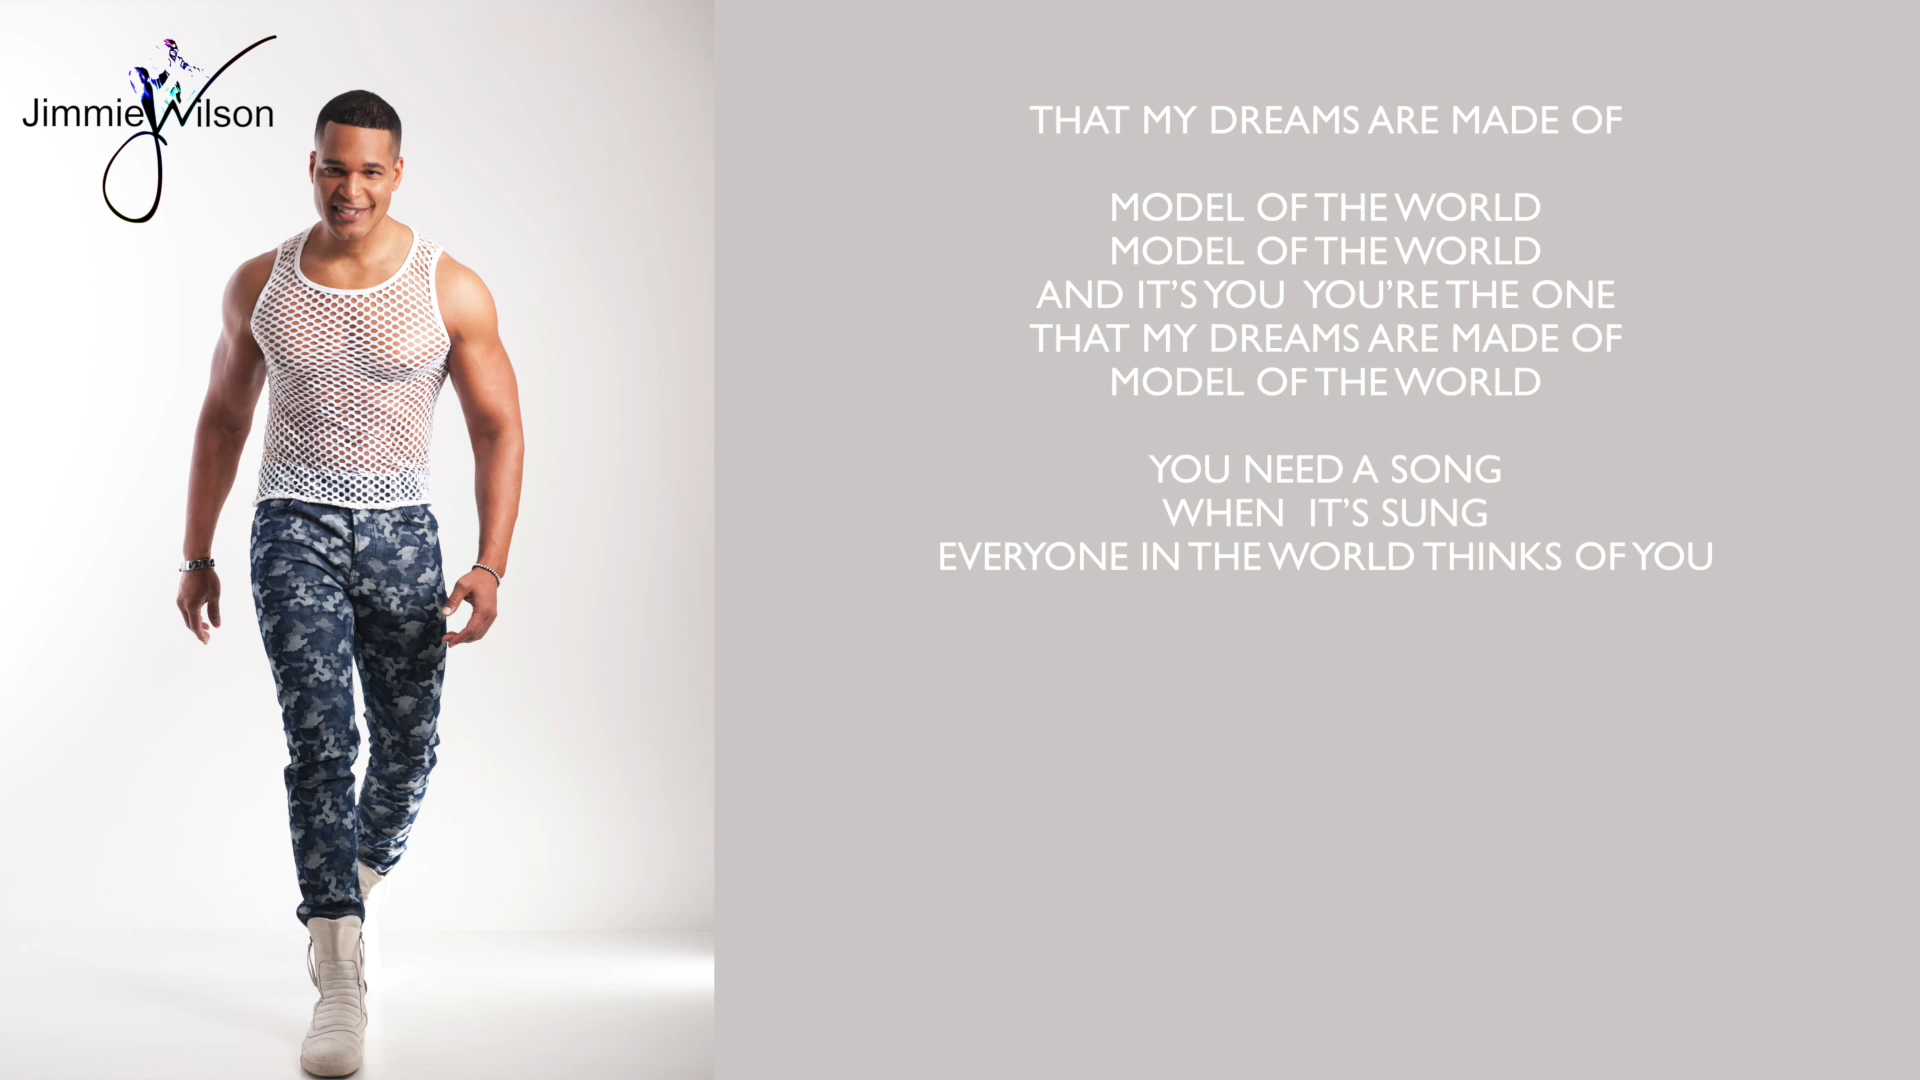 Jimmie Wilson
THAT MY DREAMS ARE MADE OF
MODEL OF THE WORLD
MODEL OF THE WORLD
AND IT’S YOU  YOU’RE THE ONE
THAT MY DREAMS ARE MADE OF
MODEL OF THE WORLD
YOU NEED A SONG
WHEN  IT’S SUNG
EVERYONE IN THE WORLD THINKS OF YOU